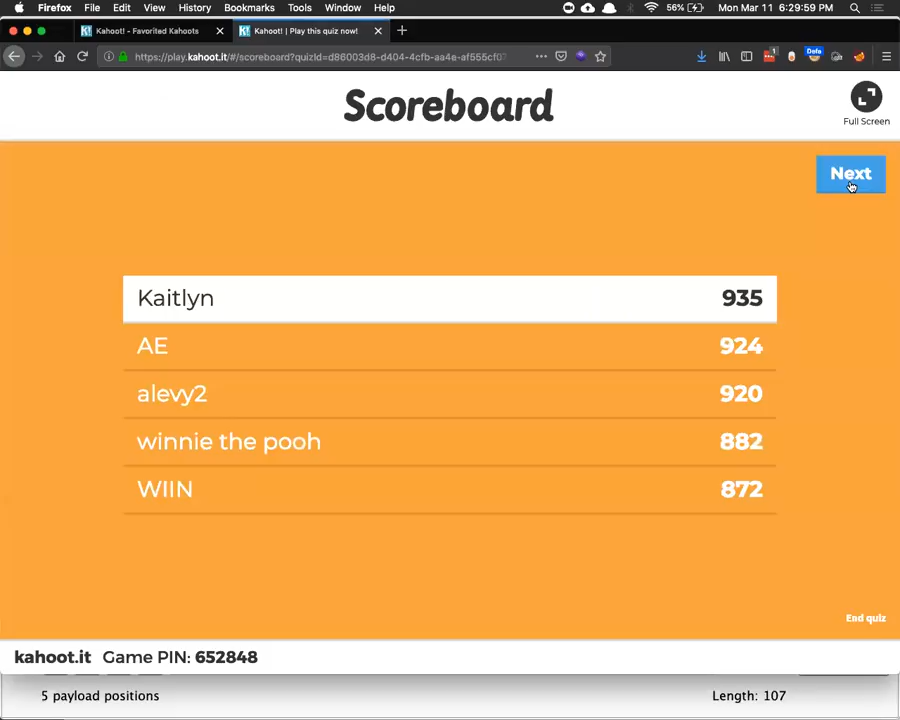 Firefox File Edit View History Bookmarks Tools Window Help 56% Mon Mar 11 6:29:59 PM
K! Kahoot! - Favorited Kahoots K! Kahoot! | Play this quiz now!
https://play.kahoot.it/#/scoreboard?quizId=d86003d8-d404-4cfb-aa4e-af555cf07 1 Defa
Scoreboard
Full Screen
Next
Kaitlyn 935
AE 924
alevy2 920
winnie the pooh 882
WIIN 872
End quiz
kahoot.it Game PIN: 652848
5 payload positions Length: 107